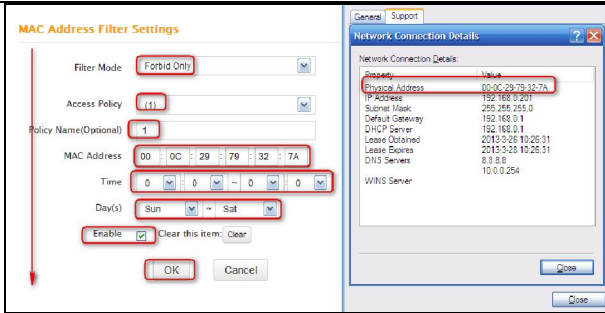 MAC Address Filter Settings
Filter Mode Forbid Only
Access Policy (1)
Policy Name(Optional) 1
MAC Address 00 : 0C : 29 : 79 : 32 : 7A
Time 0 : 0 ~ 0 : 0
Day(s) Sun ~ Sat
Enable Clear this item: Clear
OK Cancel
General Support
Network Connection Details
Network Connection Details:
Property Value
Physical Address 00-0C-29-79-32-7A
IP Address 192.168.0.201
Subnet Mask 255.255.255.0
Default Gateway 192.168.0.1
DHCP Server 192.168.0.1
Lease Obtained 2013-3-26 10:26:31
Lease Expires 2013-3-28 10:26:31
DNS Servers 8.8.8.8
10.0.0.254
WINS Server
Close
Close